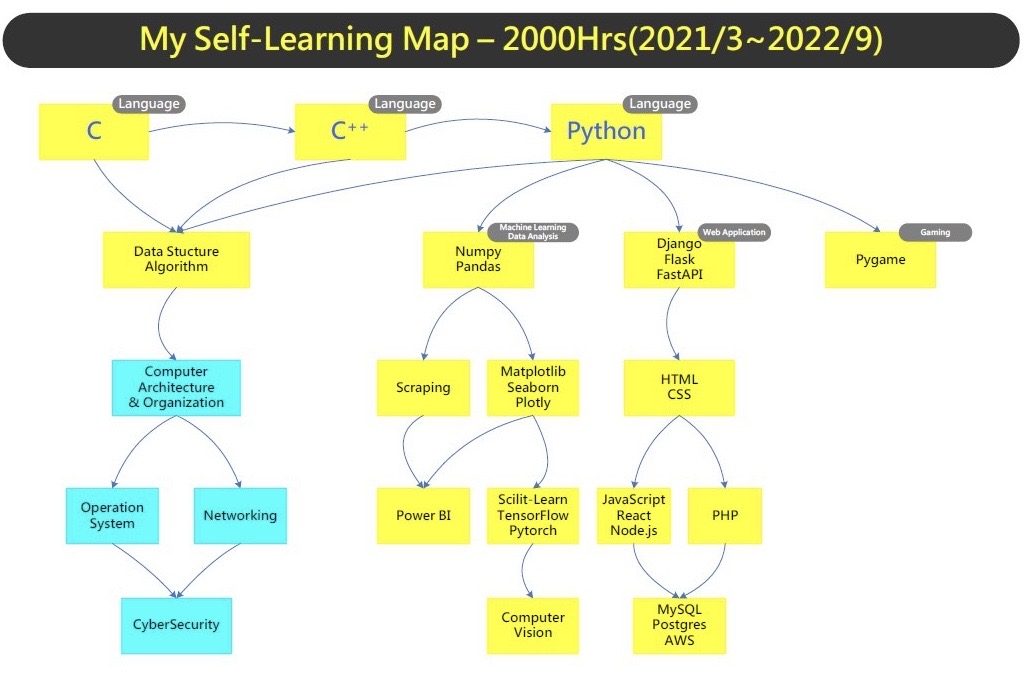 My Self-Learning Map – 2000Hrs(2021/3~2022/9)
Language
C
Language
C++
Language
Python
Data Stucture
Algorithm
Machine Learning
Data Analysis
Numpy
Pandas
Web Application
Django
Flask
FastAPI
Gaming
Pygame
Computer
Architecture
& Organization
Scraping
Matplotlib
Seaborn
Plotly
HTML
CSS
Operation
System
Networking
Power BI
Scilit-Learn
TensorFlow
Pytorch
JavaScript
React
Node.js
PHP
CyberSecurity
Computer
Vision
MySQL
Postgres
AWS